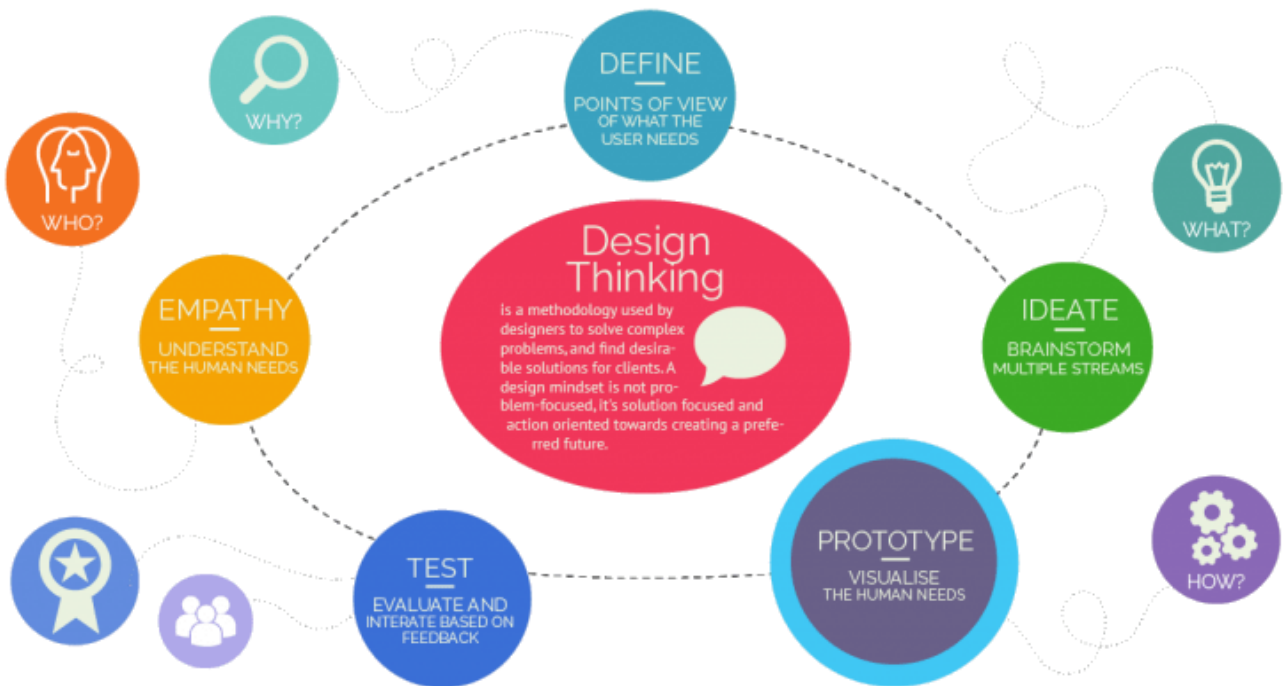 DEFINE
POINTS OF VIEW
OF WHAT THE
USER NEEDS
WHY?
WHO?
WHAT?
EMPATHY
UNDERSTAND
THE HUMAN NEEDS
Design
Thinking
is a methodology used by
designers to solve complex
problems, and find desira-
ble solutions for clients. A
design mindset is not pro-
blem-focused, it's solution focused and
action oriented towards creating a prefe-
rred future.
IDEATE
BRAINSTORM
MULTIPLE STREAMS
PROTOTYPE
VISUALISE
THE HUMAN NEEDS
HOW?
TEST
EVALUATE AND
INTERATE BASED ON
FEEDBACK